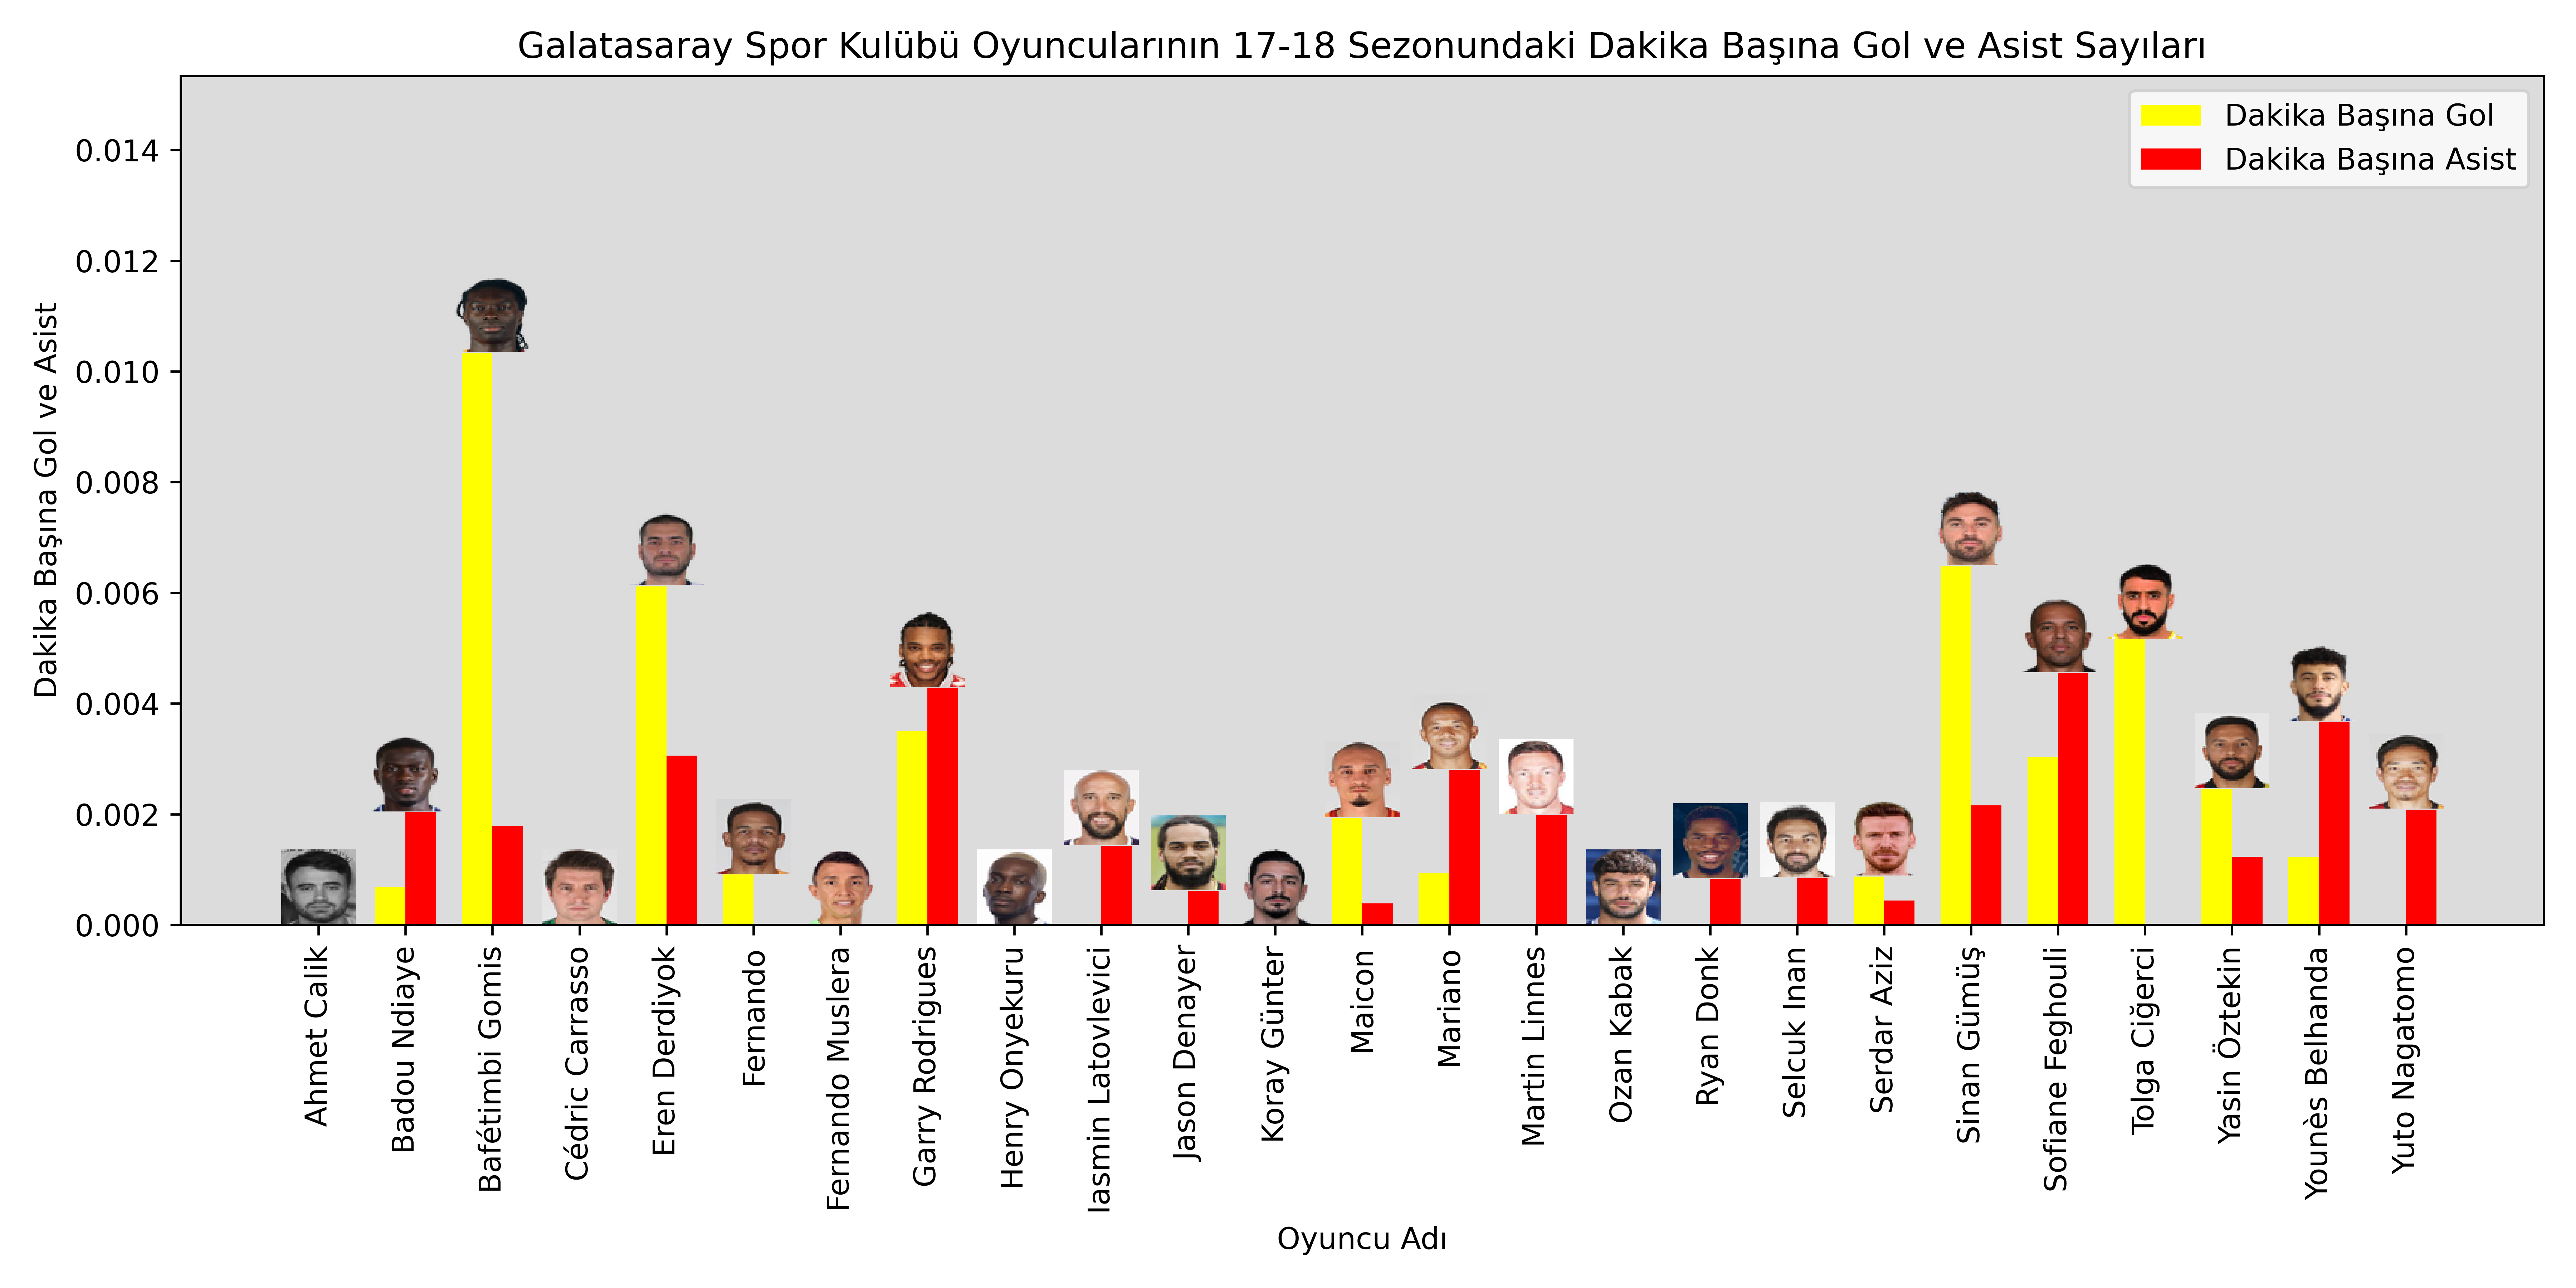 Galatasaray Spor Kulübü Oyuncularının 17-18 Sezonundaki Dakika Başına Gol ve Asist Sayıları
Dakika Başına Gol
Dakika Başına Asist
Dakika Başına Gol ve Asist
0.014
0.012
0.010
0.008
0.006
0.004
0.002
0.000
Ahmet Calik
Badou Ndiaye
Bafétimbi Gomis
Cédric Carrasso
Eren Derdiyok
Fernando
Fernando Muslera
Garry Rodrigues
Henry Onyekuru
Iasmin Latovlevici
Jason Denayer
Koray Günter
Maicon
Mariano
Martin Linnes
Ozan Kabak
Ryan Donk
Selcuk Inan
Serdar Aziz
Sinan Gümüş
Sofiane Feghouli
Tolga Ciğerci
Yasin Öztekin
Younès Belhanda
Yuto Nagatomo
Oyuncu Adı